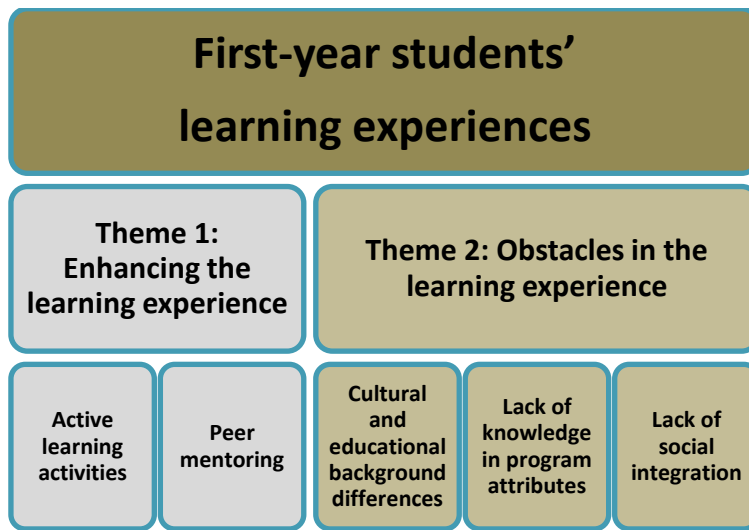 First-year students’
learning experiences
Theme 1:
Enhancing the
learning experience
Theme 2: Obstacles in the
learning experience
Active
learning
activities
Peer
mentoring
Cultural
and
educational
background
differences
Lack of
knowledge
in program
attributes
Lack of
social
integration